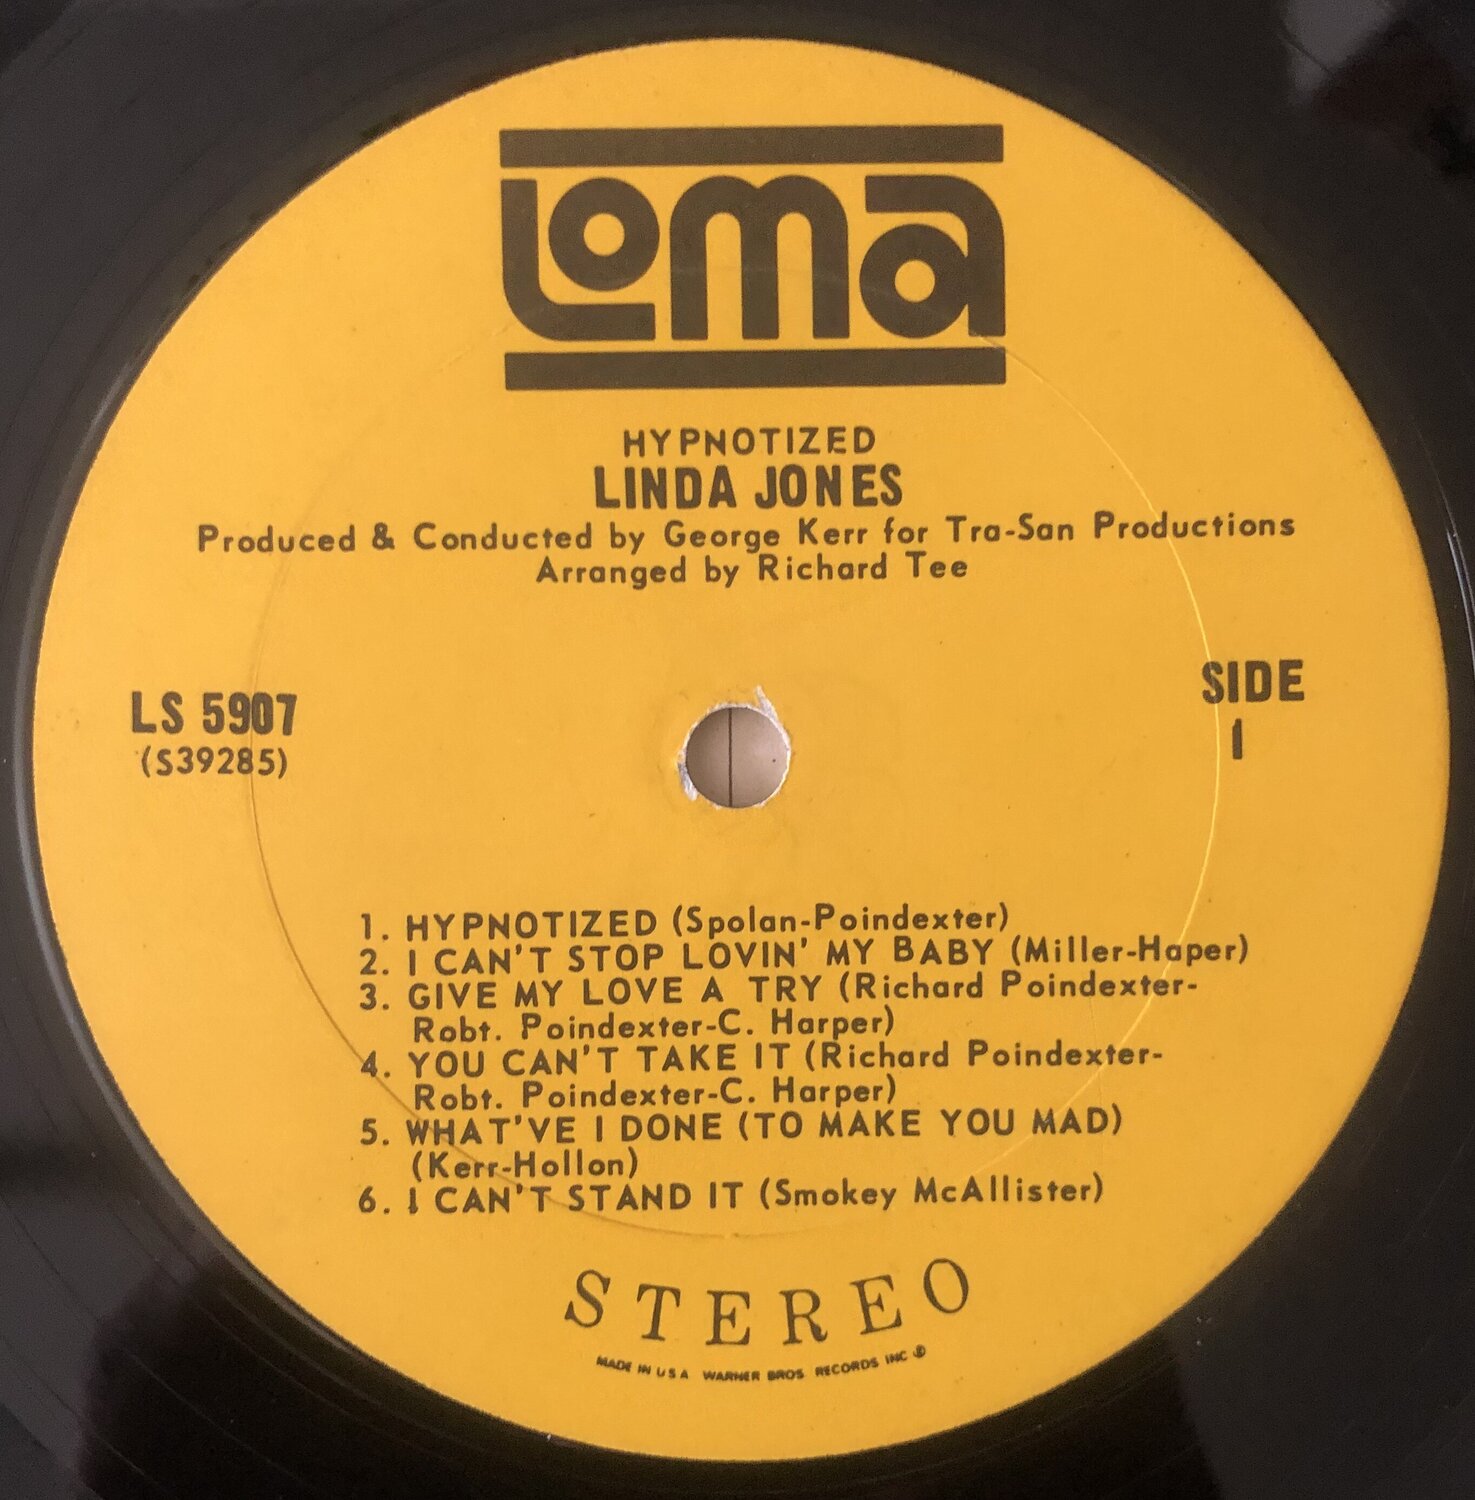 Loma
HYPNOTIZED
LINDA JONES
Produced & Conducted by George Kerr for Tra-San Productions
Arranged by Richard Tee
LS 5907
(S39285)
SIDE
1
1. HYPNOTIZED (Spolan-Poindexter)
2. I CAN'T STOP LOVIN' MY BABY (Miller-Haper)
3. GIVE MY LOVE A TRY (Richard Poindexter-
Robt. Poindexter-C. Harper)
4. YOU CAN'T TAKE IT (Richard Poindexter-
Robt. Poindexter-C. Harper)
5. WHAT'VE I DONE (TO MAKE YOU MAD)
(Kerr-Hollon)
6. I CAN'T STAND IT (Smokey McAllister)
STEREO
MADE IN U S A WARNER BROS. RECORDS INC